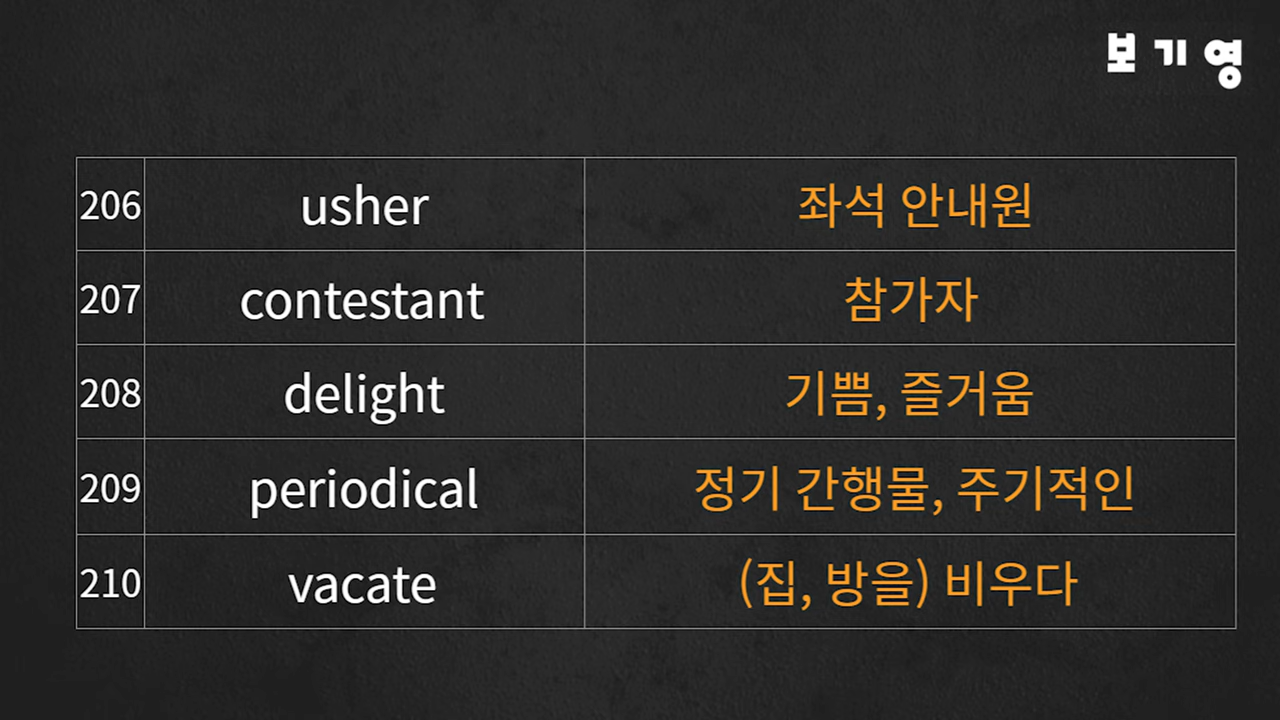 보기영
206 usher 좌석 안내원
207 contestant 참가자
208 delight 기쁨, 즐거움
209 periodical 정기 간행물, 주기적인
210 vacate (집, 방을) 비우다